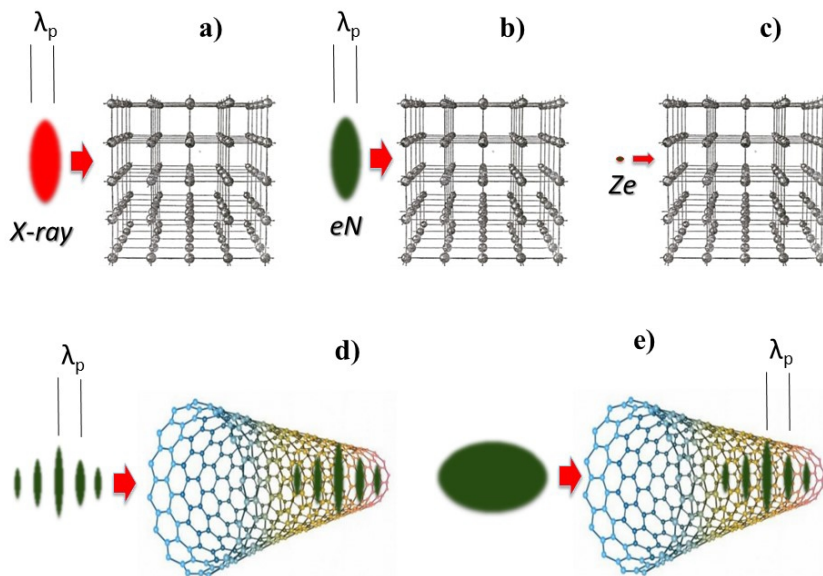 λp a) λp b) c)
X-ray eN Ze
d) e)
λp λp